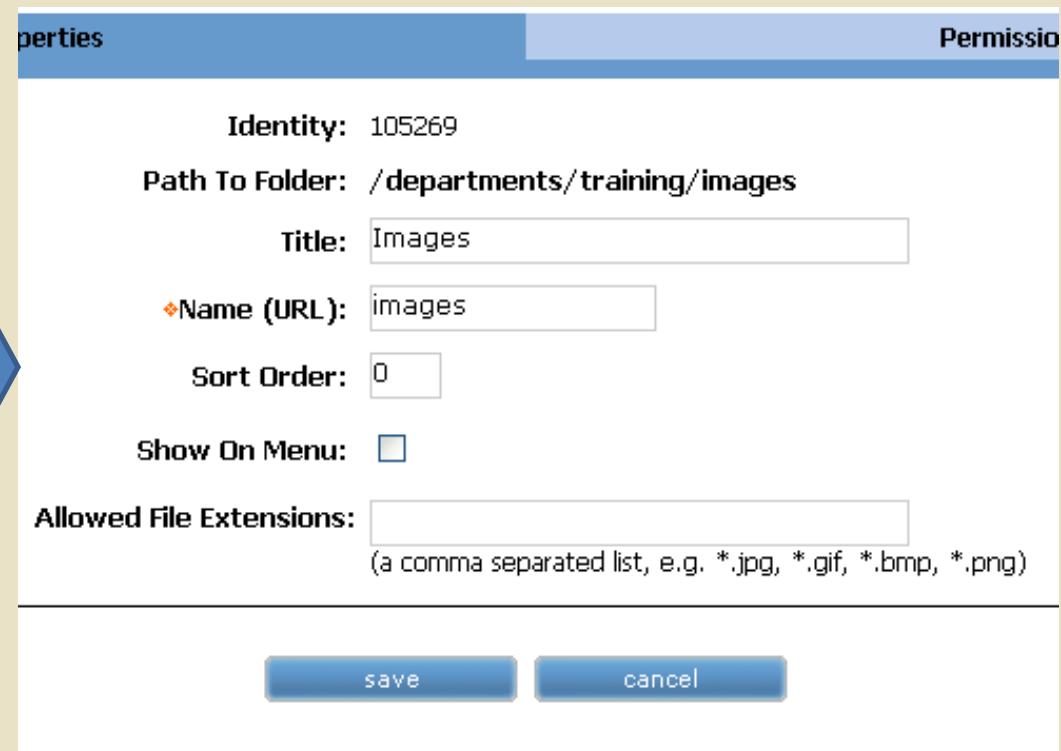 perties Permissio
Identity: 105269
Path To Folder: /departments/training/images
Title: Images
Name (URL): images
Sort Order: 0
Show On Menu:
Allowed File Extensions:
(a comma separated list, e.g. *.jpg, *.gif, *.bmp, *.png)
save cancel